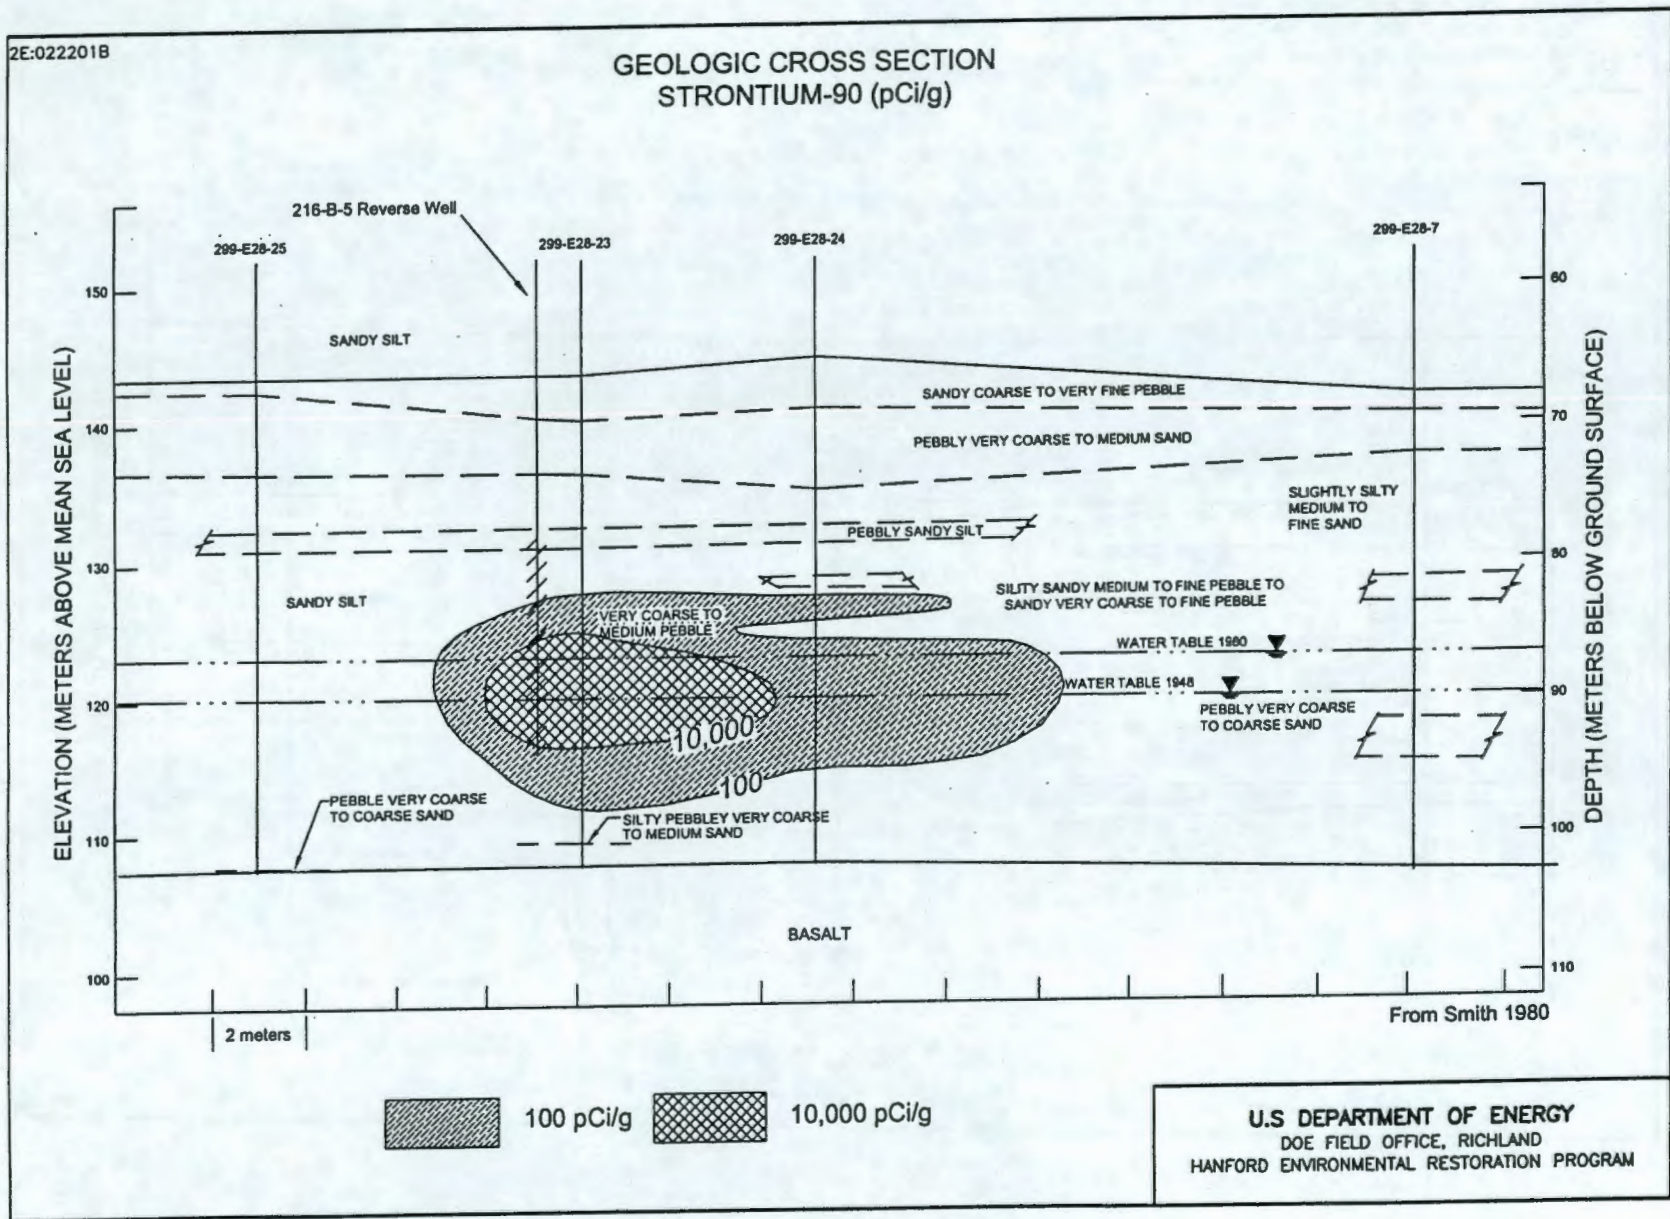 2E:022201B
GEOLOGIC CROSS SECTION
STRONTIUM-90 (pCi/g)
216-B-5 Reverse Well
299-E28-25
299-E28-23
299-E28-24
299-E28-7
ELEVATION (METERS ABOVE MEAN SEA LEVEL)
150
140
130
120
110
100
DEPTH (METERS BELOW GROUND SURFACE)
60
70
80
90
100
110
SANDY SILT
SANDY COARSE TO VERY FINE PEBBLE
PEBBLY VERY COARSE TO MEDIUM SAND
SLIGHTLY SILTY
MEDIUM TO
FINE SAND
PEBBLY SANDY SILT
SANDY SILT
SILITY SANDY MEDIUM TO FINE PEBBLE TO
SANDY VERY COARSE TO FINE PEBBLE
VERY COARSE TO
MEDIUM PEBBLE
WATER TABLE 1980
WATER TABLE 1948
PEBBLY VERY COARSE
TO COARSE SAND
10,000
100
PEBBLE VERY COARSE
TO COARSE SAND
SILTY PEBBLEY VERY COARSE
TO MEDIUM SAND
BASALT
2 meters
From Smith 1980
100 pCi/g
10,000 pCi/g
U.S DEPARTMENT OF ENERGY
DOE FIELD OFFICE, RICHLAND
HANFORD ENVIRONMENTAL RESTORATION PROGRAM